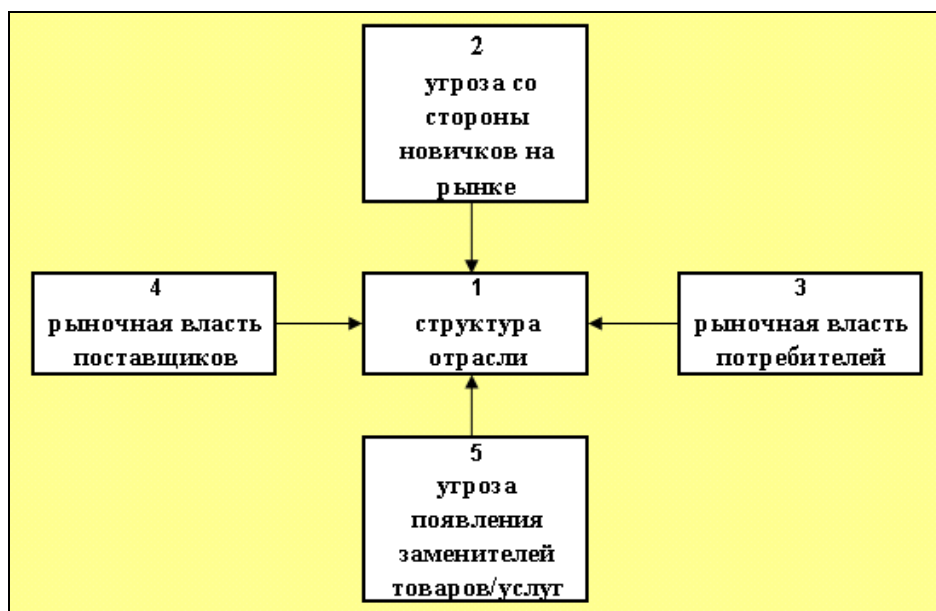 2
угроза со
стороны
новичков на
рынке
4
рыночная власть
поставщиков
1
структура
отрасли
3
рыночная власть
потребителей
5
угроза
появления
заменителей
товаров/услуг